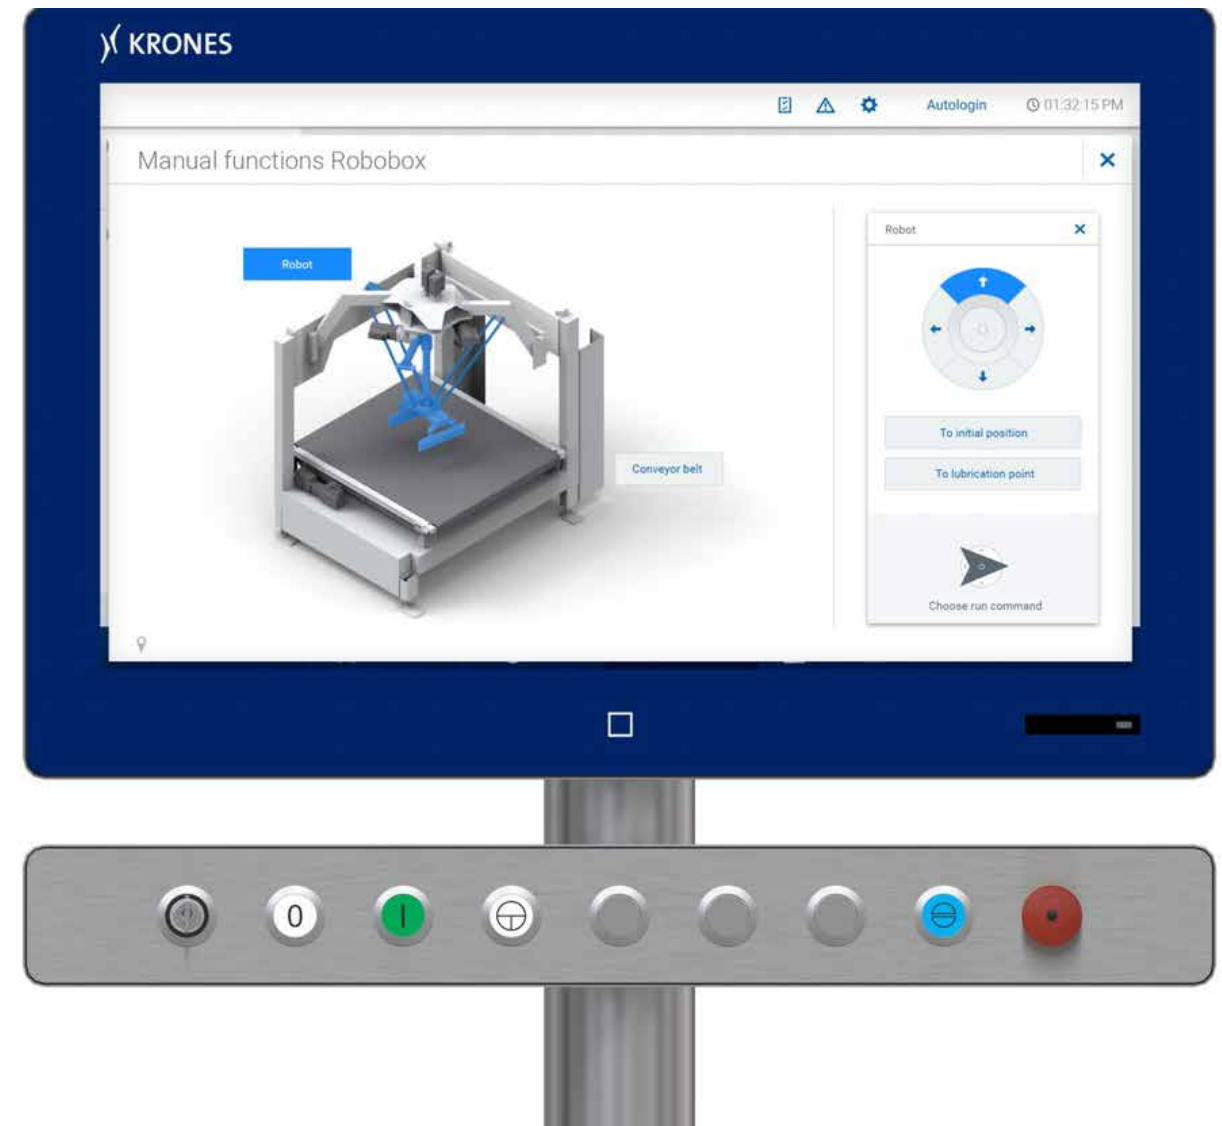 KRONES
Autologin
01:32:15 PM
Manual functions Robobox
Robot
Robot
Conveyor belt
To initial position
To lubrication point
Choose run command
0
I